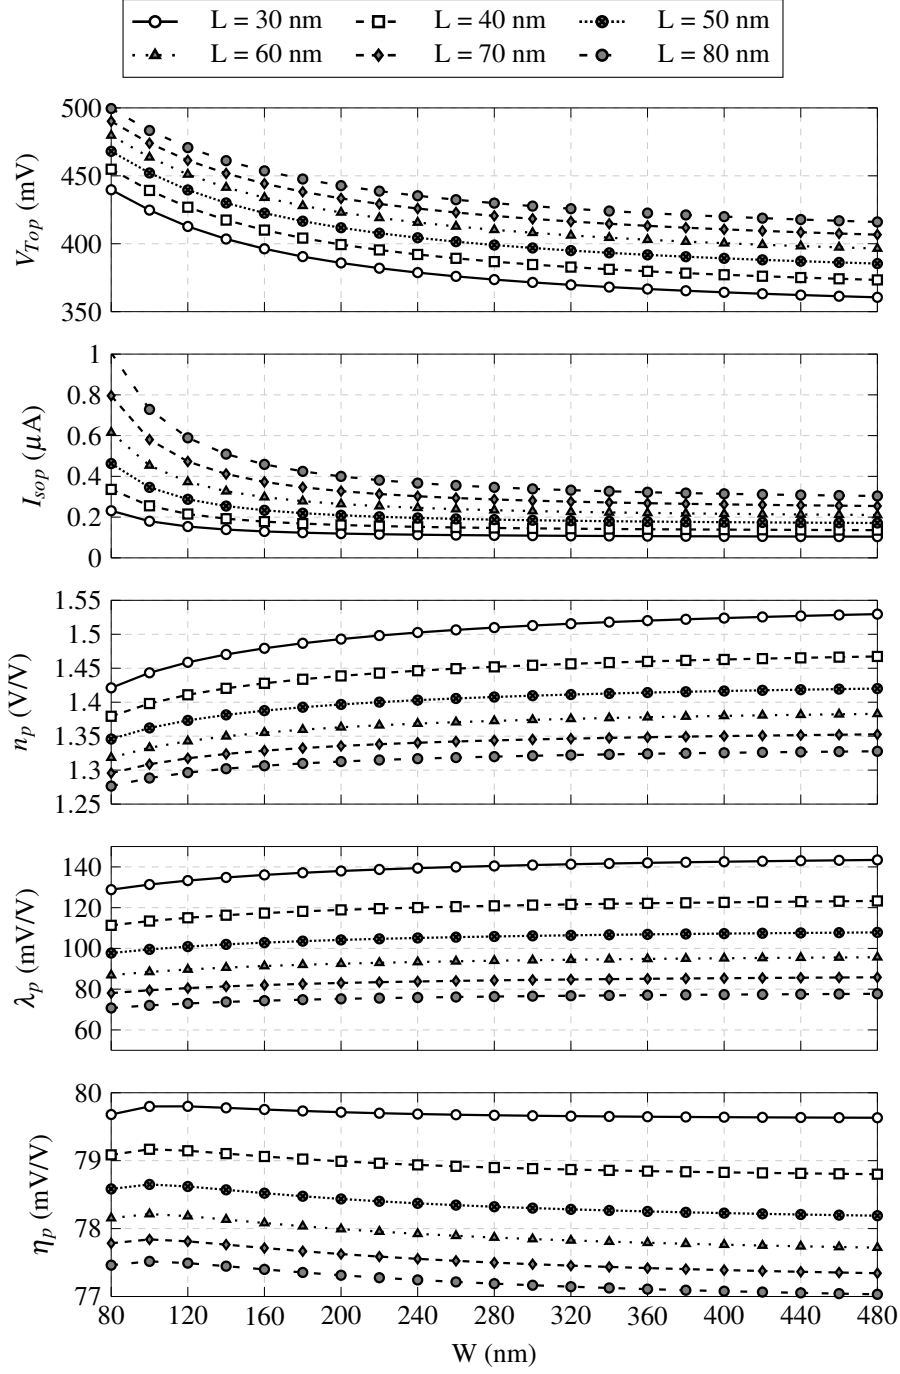 L = 30 nm L = 40 nm L = 50 nm
L = 60 nm L = 70 nm L = 80 nm
500
450
400
350
V_Top (mV)
1
0.8
0.6
0.4
0.2
0
I_sop (μA)
1.55
1.5
1.45
1.4
1.35
1.3
1.25
n_p (V/V)
140
120
100
80
60
λ_p (mV/V)
80
79
78
77
η_p (mV/V)
80 120 160 200 240 280 320 360 400 440 480
W (nm)